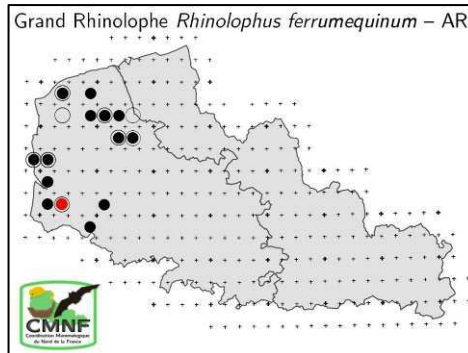 Grand Rhinolophe Rhinolophus ferrumequinum – AR
CMNF
Coordination Mammalogique
du Nord de la France